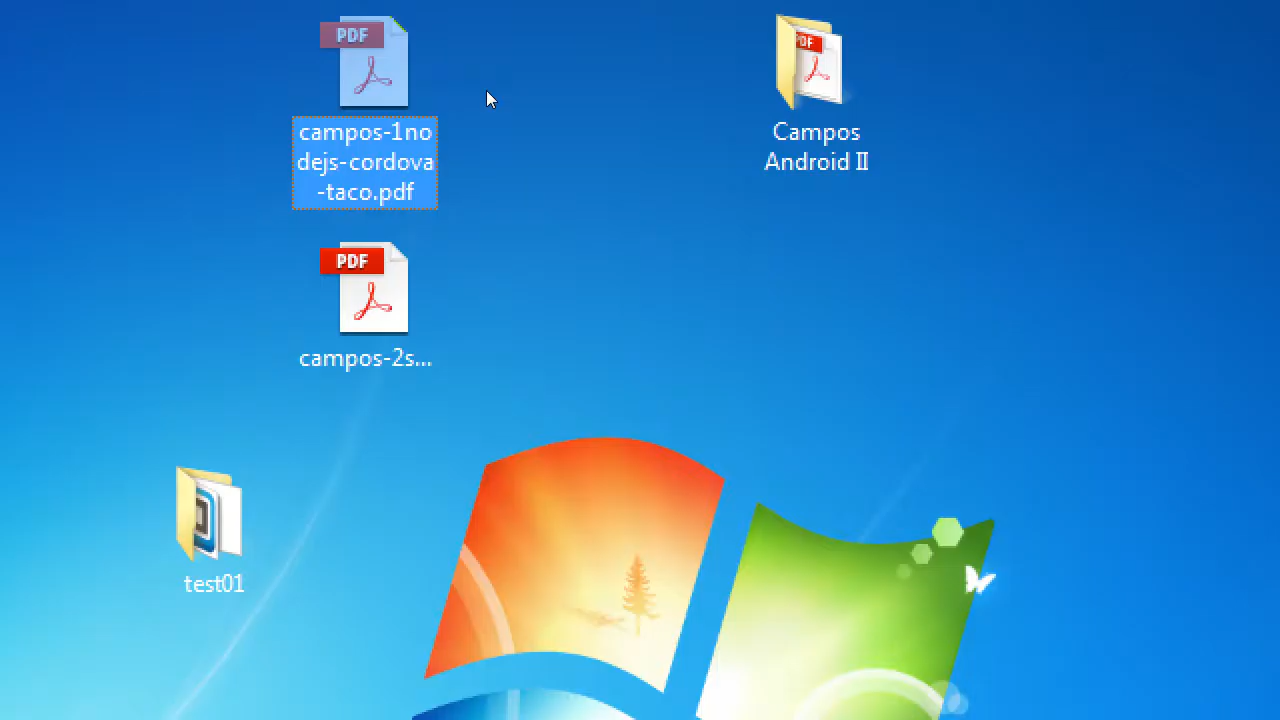 PDF
campos-1no
dejs-cordova
-taco.pdf
PDF
campos-2s...
PDF
Campos
Android II
test01